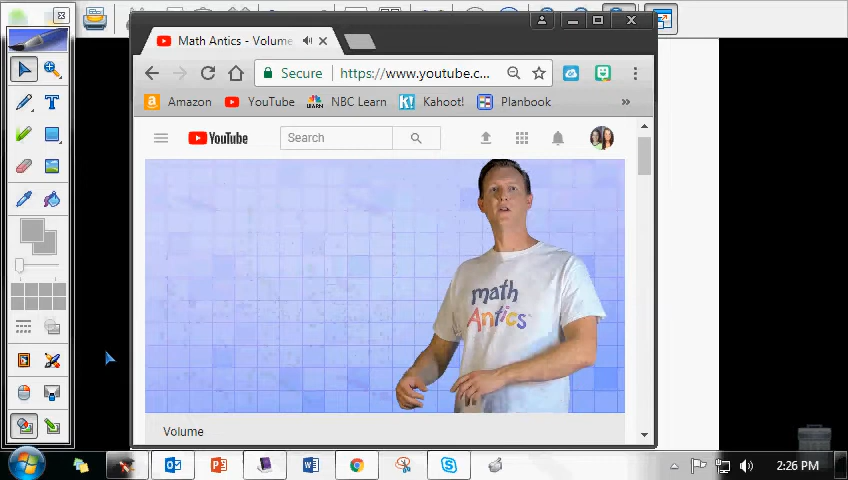 Math Antics - Volume
Secure
https://www.youtube.c...
Amazon
YouTube
NBC Learn
Kahoot!
Planbook
»
YouTube
Search
math
Antics
Volume
2:26 PM